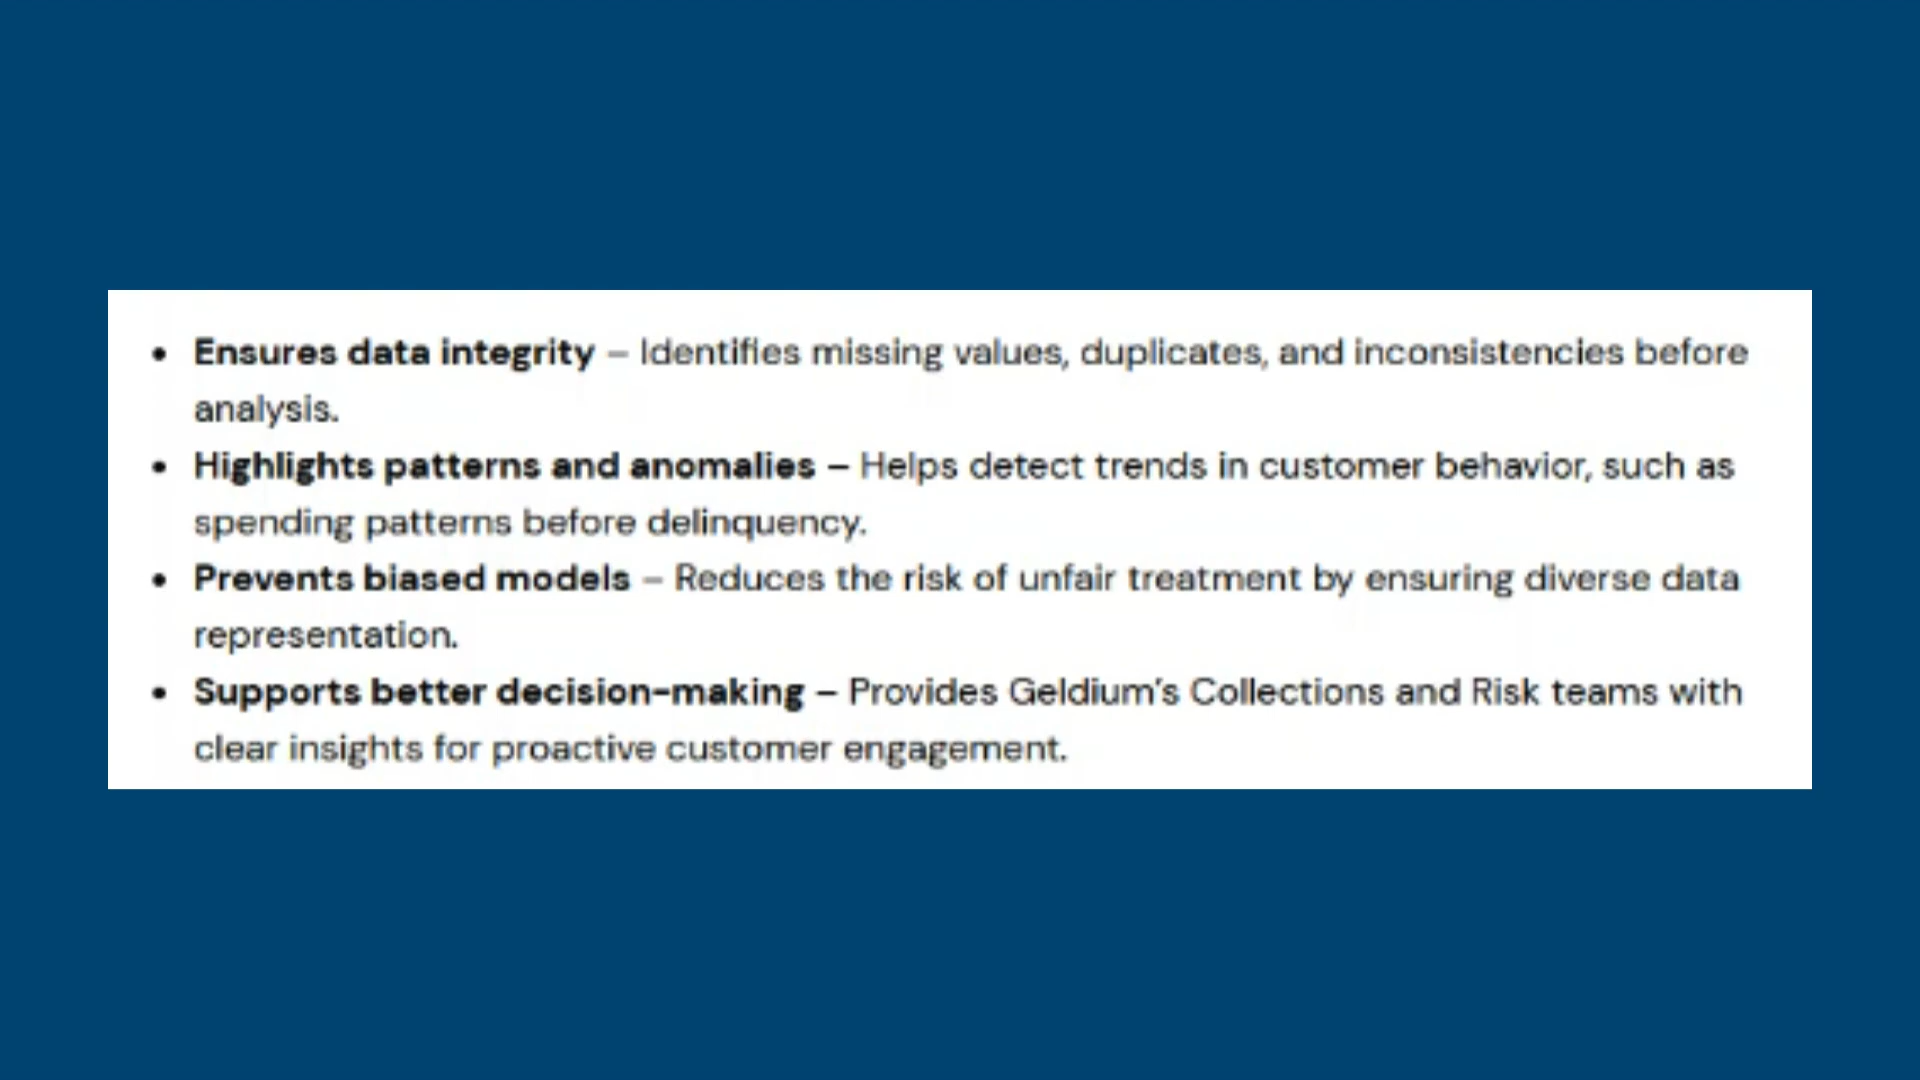 • Ensures data integrity – Identifies missing values, duplicates, and inconsistencies before
analysis.
• Highlights patterns and anomalies – Helps detect trends in customer behavior, such as
spending patterns before delinquency.
• Prevents biased models – Reduces the risk of unfair treatment by ensuring diverse data
representation.
• Supports better decision-making – Provides Geldium’s Collections and Risk teams with
clear insights for proactive customer engagement.